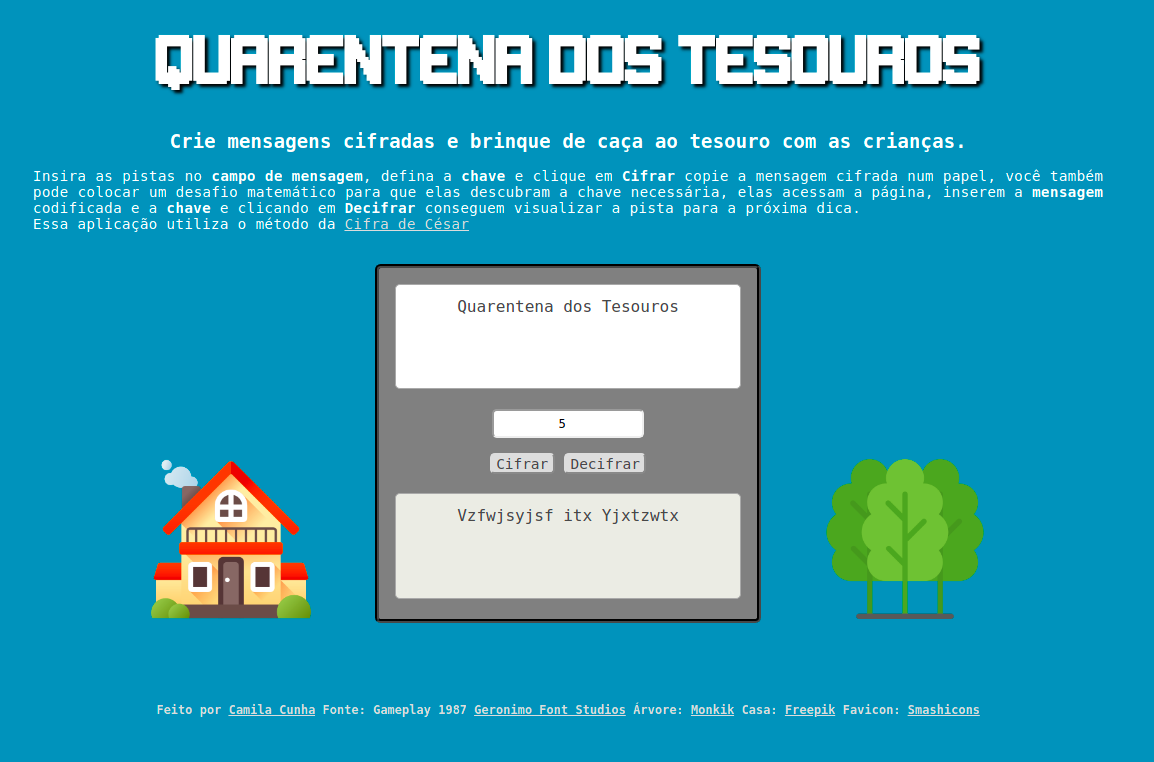 QUARENTENA DOS TESOUROS
Crie mensagens cifradas e brinque de caça ao tesouro com as crianças.
Insira as pistas no campo de mensagem, defina a chave e clique em Cifrar copie a mensagem cifrada num papel, você também
pode colocar um desafio matemático para que elas descubram a chave necessária, elas acessam a página, inserem a mensagem
codificada e a chave e clicando em Decifrar conseguem visualizar a pista para a próxima dica.
Essa aplicação utiliza o método da Cifra de César
Quarentena dos Tesouros
5
Cifrar Decifrar
Vzfwjsyjsf itx Yjxtzwtx
Feito por Camila Cunha Fonte: Gameplay 1987 Geronimo Font Studios Árvore: Monkik Casa: Freepik Favicon: Smashicons